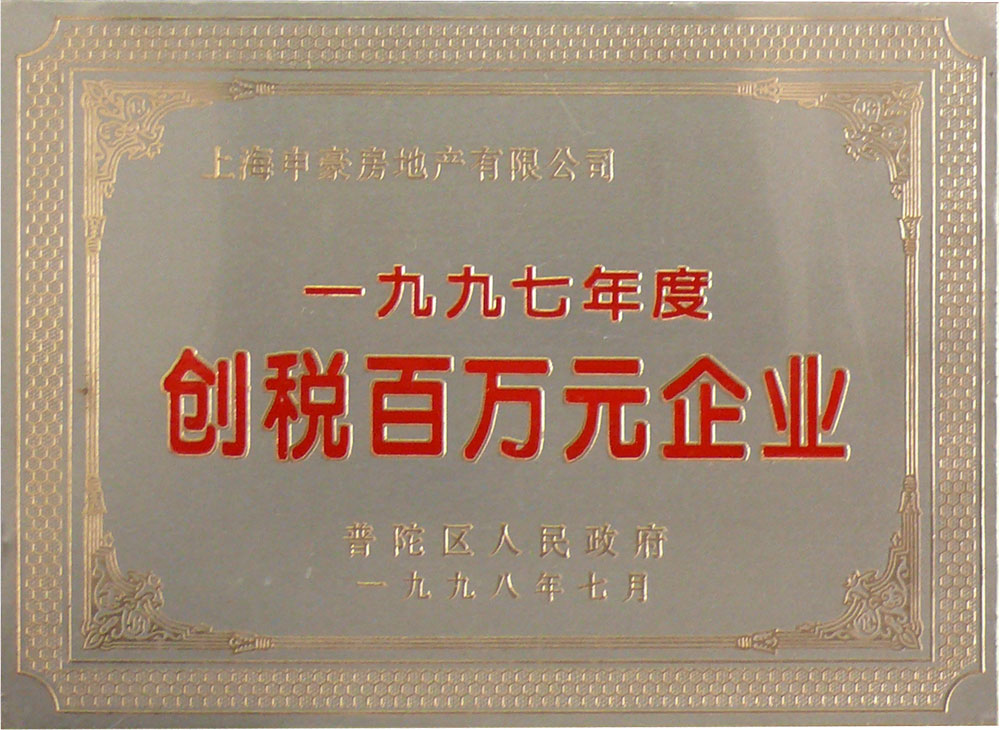 上海申豪房地产有限公司
一九九七年度
创税百万元企业
普陀区人民政府
一九九八年七月